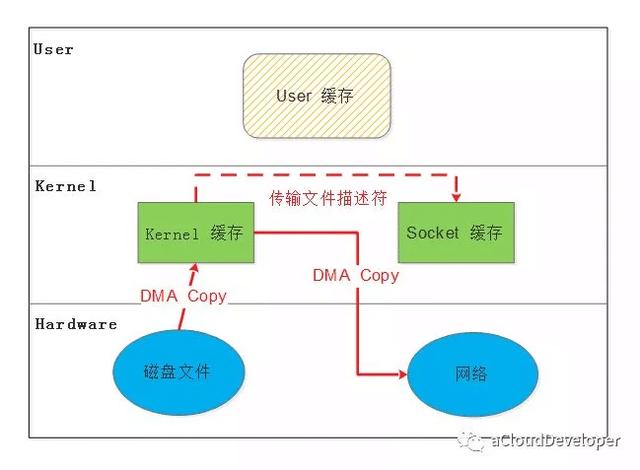 User
User 缓存
Kernel
传输文件描述符
Kernel 缓存
Socket 缓存
DMA Copy
DMA Copy
Hardware
磁盘文件
网络
aCloudDeveloper